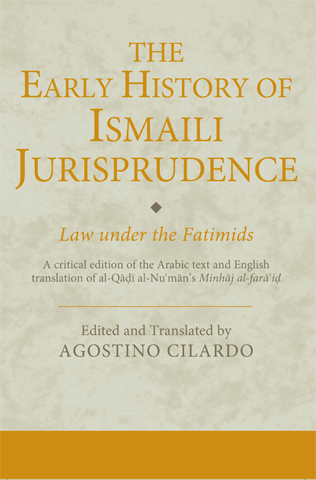 THE
EARLY HISTORY OF
ISMAILI
JURISPRUDENCE
Law under the Fatimids
A critical edition of the Arabic text and English
translation of al-Qāḍī al-Nuʿmān’s Minhāj al-farāʾiḍ
Edited and Translated by
AGOSTINO CILARDO